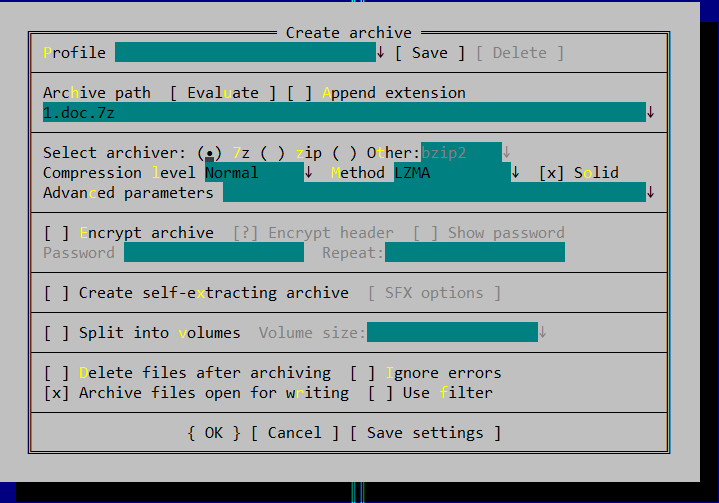 Create archive
Profile ↓ [ Save ] [ Delete ]
Archive path [ Evaluate ] [ ] Append extension
1.doc.7z ↓
Select archiver: (•) 7z ( ) zip ( ) Other:bzip2 ↓
Compression level Normal ↓ Method LZMA ↓ [x] Solid
Advanced parameters ↓
[ ] Encrypt archive [?] Encrypt header [ ] Show password
Password Repeat:
[ ] Create self-extracting archive [ SFX options ]
[ ] Split into volumes Volume size: ↓
[ ] Delete files after archiving [ ] Ignore errors
[x] Archive files open for writing [ ] Use filter
{ OK } [ Cancel ] [ Save settings ]